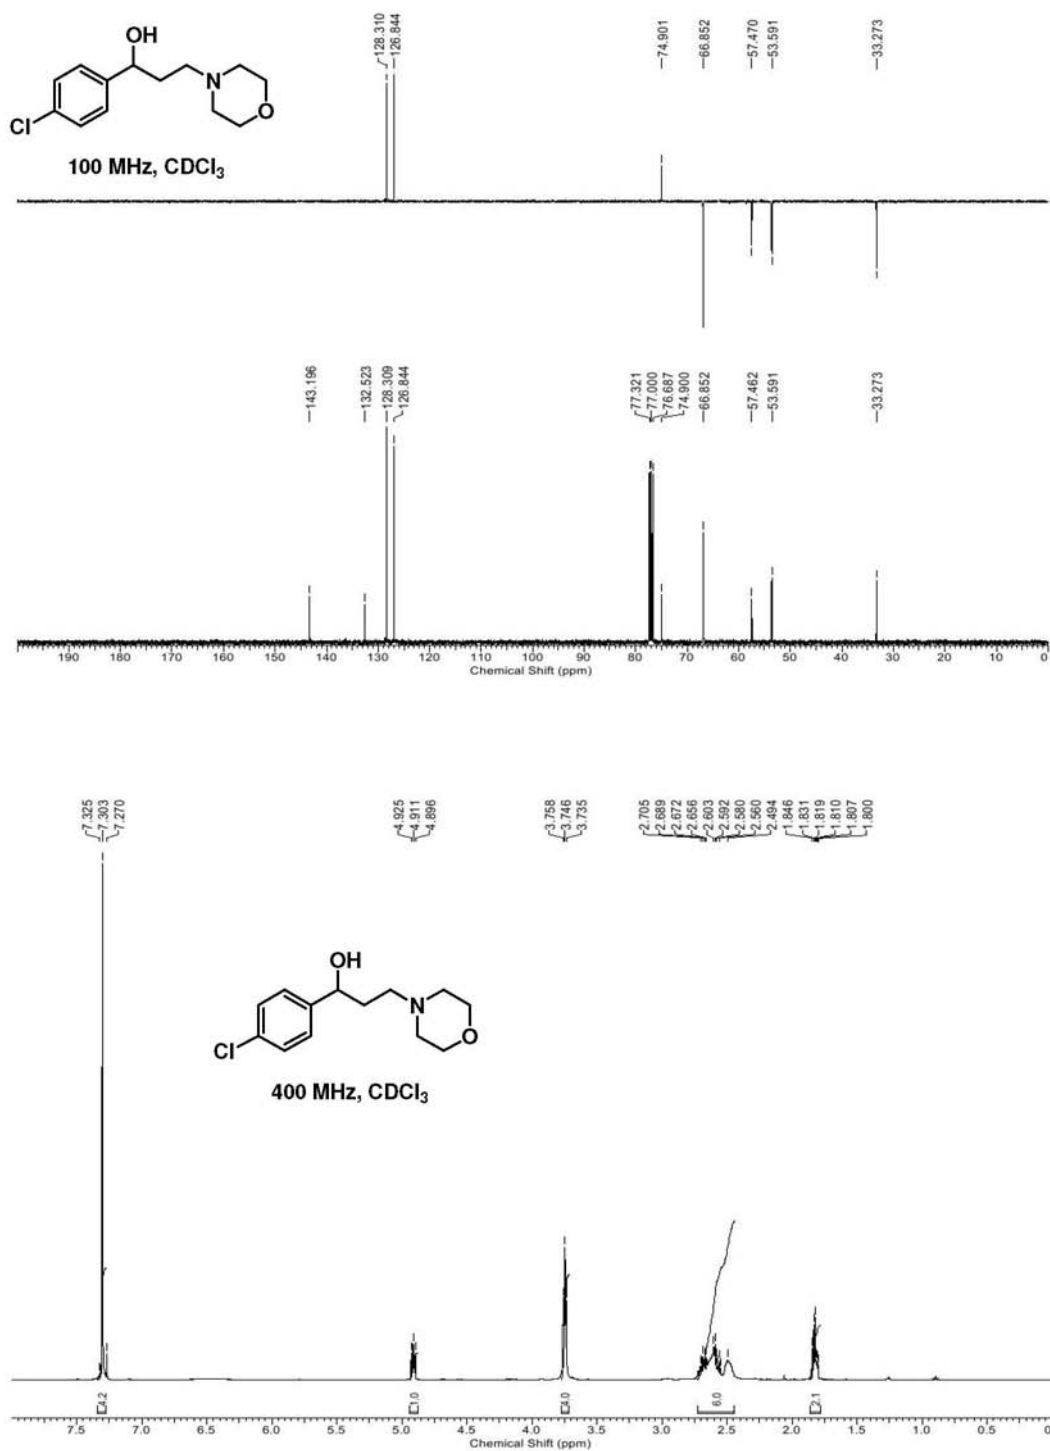 OH
N
O
Cl
100 MHz, CDCl3
128.310
126.844
74.901
66.852
57.470
53.591
33.273
143.196
132.523
128.309
126.844
77.321
77.000
76.687
74.900
66.852
57.462
53.591
33.273
190 180 170 160 150 140 130 120 110 100 90 80 70 60 50 40 30 20 10 0
Chemical Shift (ppm)
7.325
7.303
7.270
4.925
4.911
4.896
3.758
3.746
3.735
2.705
2.689
2.672
2.656
2.603
2.592
2.580
2.560
2.494
1.846
1.831
1.819
1.810
1.807
1.800
OH
N
O
Cl
400 MHz, CDCl3
4.2 1.0 4.0 6.0 2.1
7.5 7.0 6.5 6.0 5.5 5.0 4.5 4.0 3.5 3.0 2.5 2.0 1.5 1.0 0.5 0
Chemical Shift (ppm)